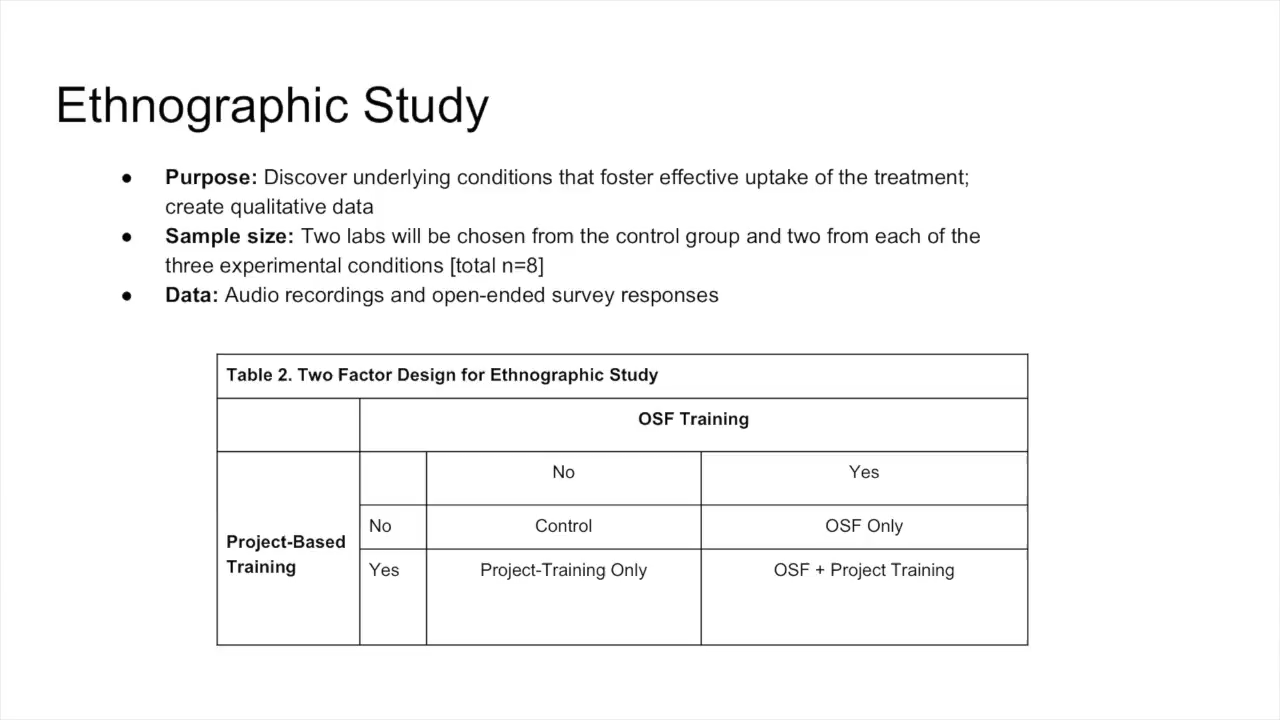 Ethnographic Study
● Purpose: Discover underlying conditions that foster effective uptake of the treatment;
create qualitative data
● Sample size: Two labs will be chosen from the control group and two from each of the
three experimental conditions [total n=8]
● Data: Audio recordings and open-ended survey responses
Table 2. Two Factor Design for Ethnographic Study
OSF Training
No Yes
No Control OSF Only
Project-Based
Training
Yes Project-Training Only OSF + Project Training